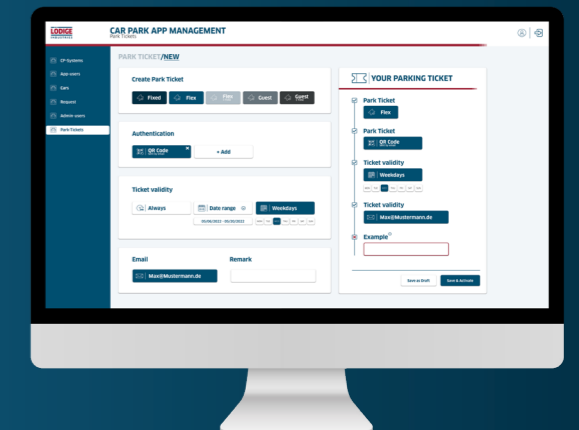 LODIGE
CAR PARK APP MANAGEMENT
Park Tickets
CP-Systems
App users
Cars
Request
Admin users
Park Tickets
PARK TICKET/NEW
Create Park Ticket
Fixed
Flex
Flex
Guest
Guest
Authentication
QR Code
+ Add
Ticket validity
Always
Date range
Weekdays
Email
Remark
Max@Mustermann.de
YOUR PARKING TICKET
Park Ticket
Flex
Park Ticket
QR Code
Ticket validity
Weekdays
Ticket validity
Max@Mustermann.de
Example
Save as Draft
Save & Activate